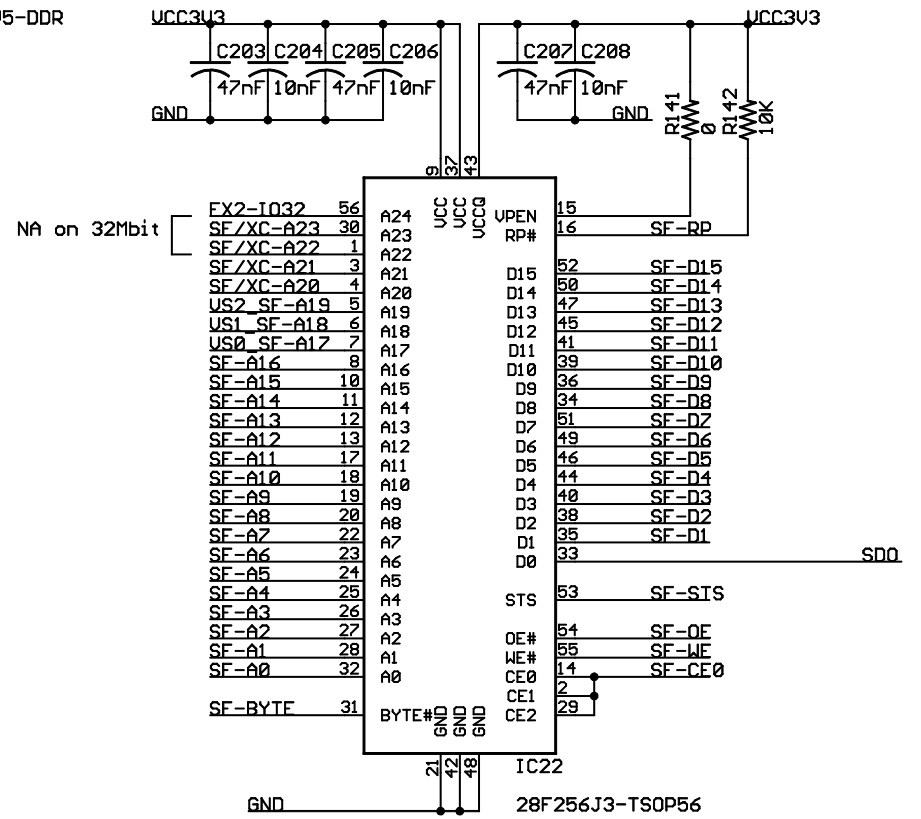 V5-DDR VCC3V3 VCC3V3
C203 C204 C205 C206 C207 C208
47nF 10nF 47nF 10nF 47nF 10nF
R141 0 R142 10K
GND GND
9 37 43
FX2-IO32 56 A24 VCC VCC VCCQ VPEN 15
NA on 32Mbit SF/XC-A23 30 A23 RP# 16 SF-RP
SF/XC-A22 1 A22
SF/XC-A21 3 A21 D15 52 SF-D15
SF/XC-A20 4 A20 D14 50 SF-D14
VS2_SF-A19 5 A19 D13 47 SF-D13
VS1_SF-A18 6 A18 D12 45 SF-D12
VS0_SF-A17 7 A17 D11 41 SF-D11
SF-A16 8 A16 D10 39 SF-D10
SF-A15 10 A15 D9 36 SF-D9
SF-A14 11 A14 D8 34 SF-D8
SF-A13 12 A13 D7 51 SF-D7
SF-A12 13 A12 D6 49 SF-D6
SF-A11 17 A11 D5 46 SF-D5
SF-A10 18 A10 D4 44 SF-D4
SF-A9 19 A9 D3 40 SF-D3
SF-A8 20 A8 D2 38 SF-D2
SF-A7 22 A7 D1 35 SF-D1
SF-A6 23 A6 D0 33 SDO
SF-A5 24 A5
SF-A4 25 A4 STS 53 SF-STS
SF-A3 26 A3
SF-A2 27 A2 OE# 54 SF-OE
SF-A1 28 A1 WE# 55 SF-WE
SF-A0 32 A0 CE0 14 SF-CE0
CE1 2
SF-BYTE 31 BYTE# GND GND GND CE2 29
21 42 48 IC22
GND 28F256J3-TSOP56